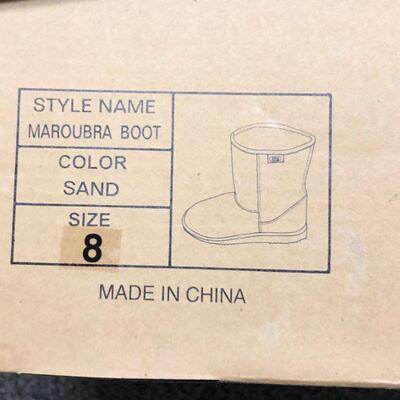 STYLE NAME
MAROUBRA BOOT
COLOR
SAND
SIZE
8
MADE IN CHINA